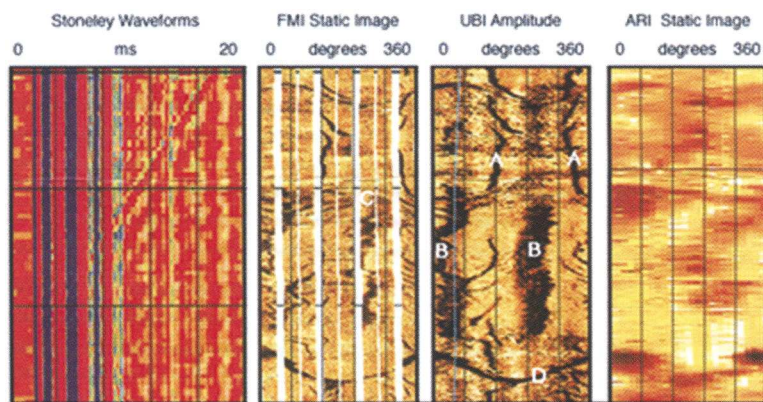 Stoneley Waveforms
0 ms 20
FMI Static Image
0 degrees 360
C
UBI Amplitude
0 degrees 360
A A
B B
D
ARI Static Image
0 degrees 360